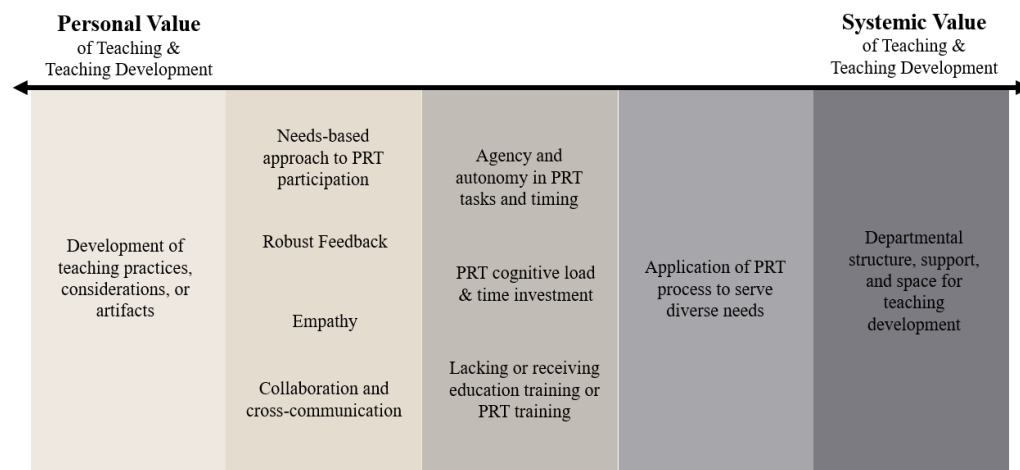 Personal Value
of Teaching &
Teaching Development
Systemic Value
of Teaching &
Teaching Development
Development of
teaching practices,
considerations, or
artifacts
Needs-based
approach to PRT
participation
Robust Feedback
Empathy
Collaboration and
cross-communication
Agency and
autonomy in PRT
tasks and timing
PRT cognitive load
& time investment
Lacking or receiving
education training or
PRT training
Application of PRT
process to serve
diverse needs
Departmental
structure, support,
and space for
teaching
development